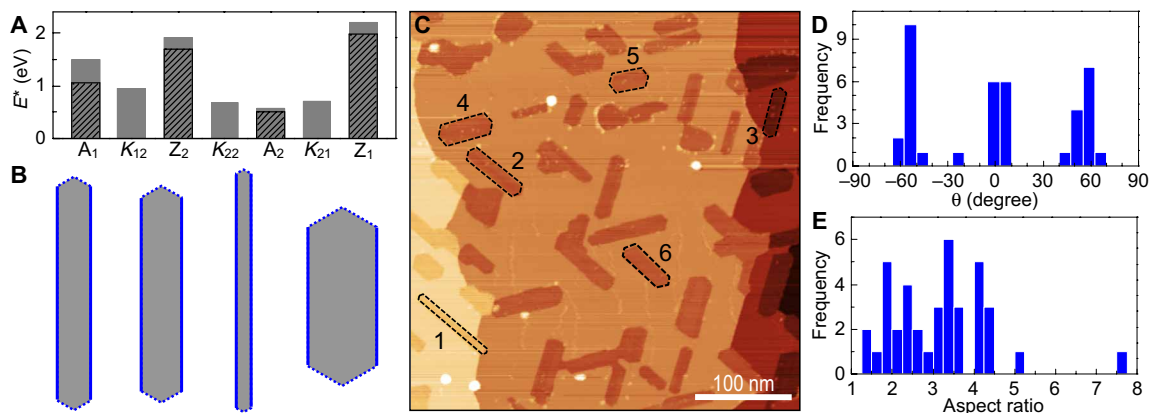 A
E* (eV)
2
1
0
A1 K12 Z2 K22 A2 K21 Z1
B
C
1
2
3
4
5
6
100 nm
D
Frequency
9
6
3
0
−90 −60 −30 0 30 60 90
θ (degree)
E
Frequency
6
4
2
0
1 2 3 4 5 6 7 8
Aspect ratio